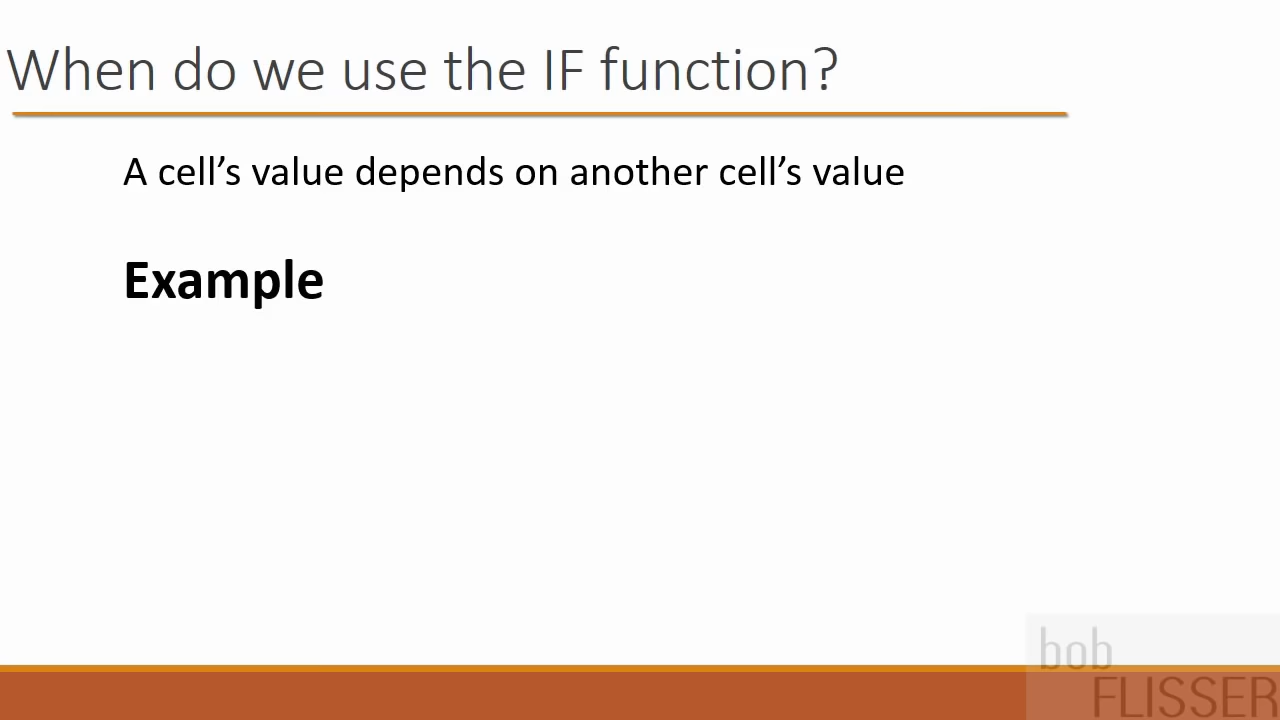 When do we use the IF function?
A cell’s value depends on another cell’s value
Example
bob
FLISSER